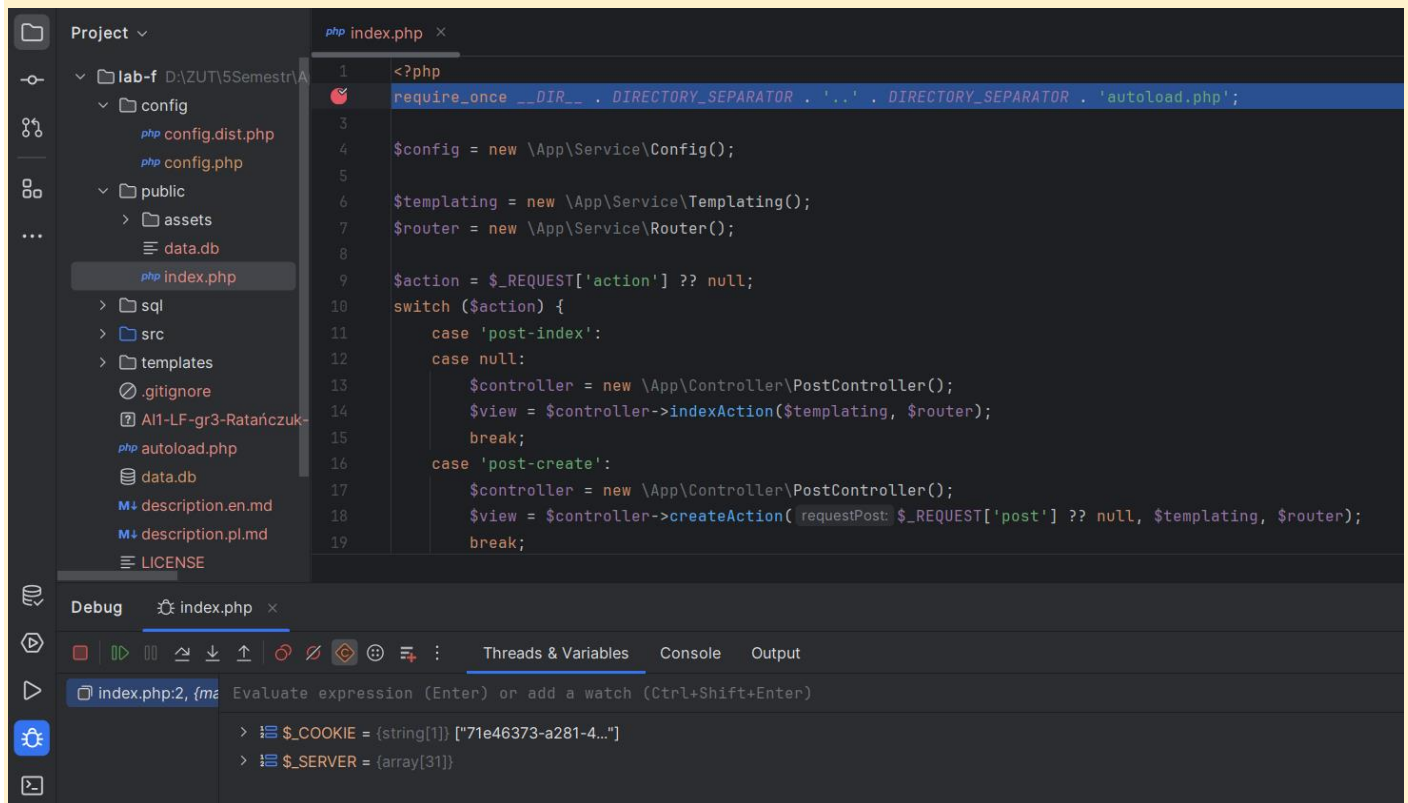 Project
lab-f D:\ZUT\5Semestr\A
config
php config.dist.php
php config.php
public
assets
data.db
php index.php
sql
src
templates
.gitignore
AI1-LF-gr3-Ratańczuk-
php autoload.php
data.db
M↓ description.en.md
M↓ description.pl.md
LICENSE
php index.php
1 <?php
require_once __DIR__ . DIRECTORY_SEPARATOR . '..' . DIRECTORY_SEPARATOR . 'autoload.php';
3
4 $config = new \App\Service\Config();
5
6 $templating = new \App\Service\Templating();
7 $router = new \App\Service\Router();
8
9 $action = $_REQUEST['action'] ?? null;
10 switch ($action) {
11 case 'post-index':
12 case null:
13 $controller = new \App\Controller\PostController();
14 $view = $controller->indexAction($templating, $router);
15 break;
16 case 'post-create':
17 $controller = new \App\Controller\PostController();
18 $view = $controller->createAction( requestPost: $_REQUEST['post'] ?? null, $templating, $router);
19 break;
Debug index.php
Threads & Variables Console Output
index.php:2, {ma
Evaluate expression (Enter) or add a watch (Ctrl+Shift+Enter)
$_COOKIE = {string[1]} ["71e46373-a281-4..."]
$_SERVER = {array[31]}